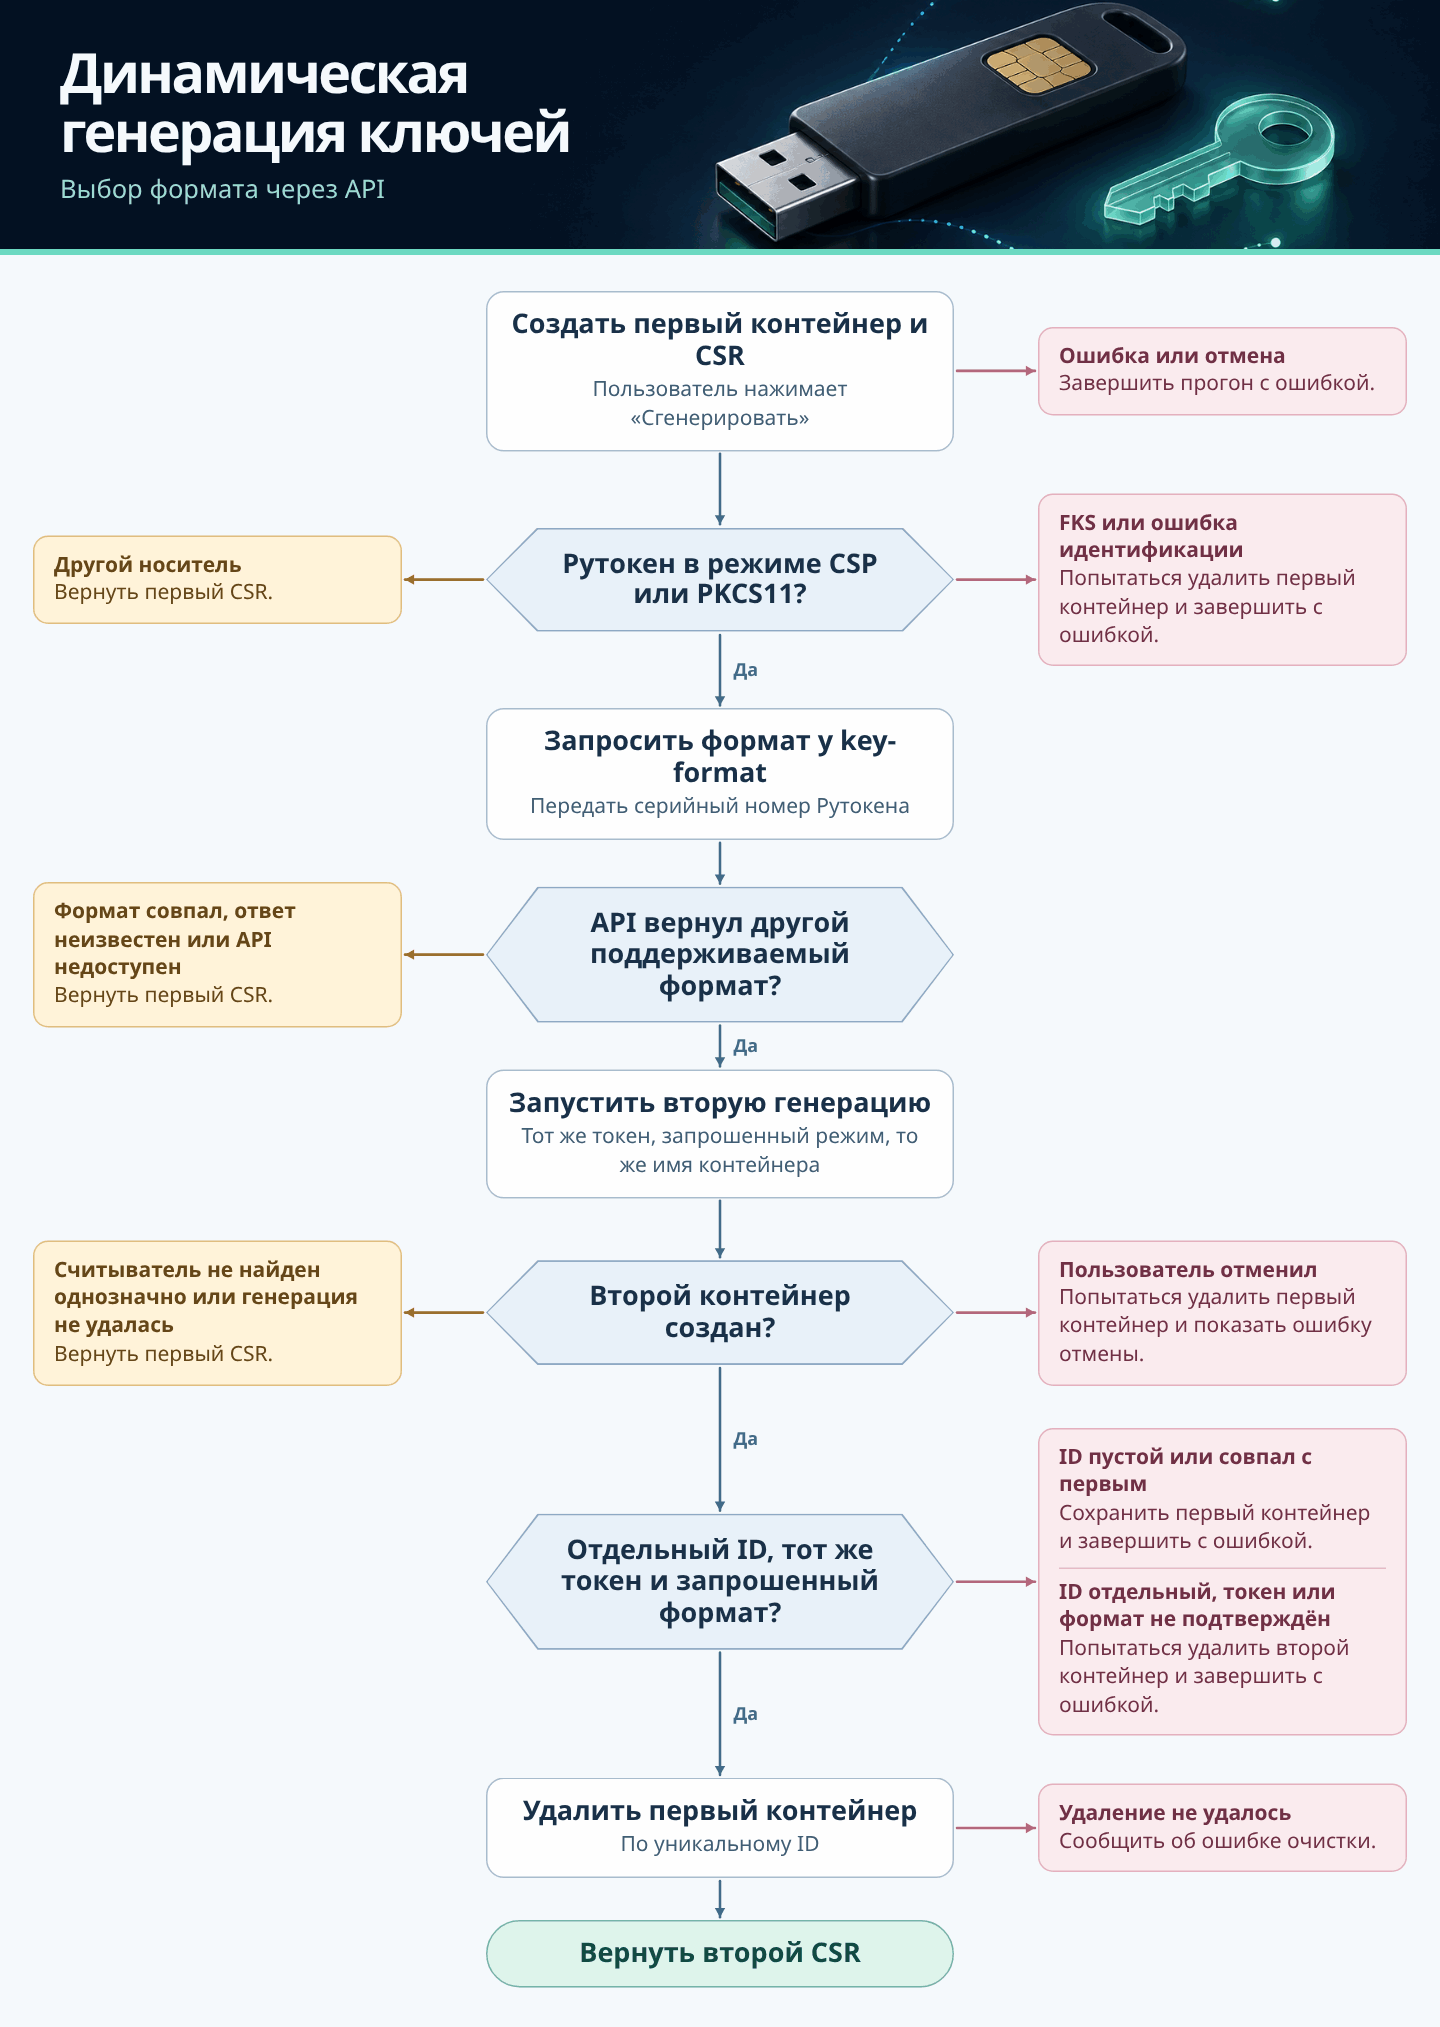 Динамическая
генерация ключей
Выбор формата через API
Создать первый контейнер и
CSR
Пользователь нажимает
«Сгенерировать»
Ошибка или отмена
Завершить прогон с ошибкой.
Другой носитель
Вернуть первый CSR.
Рутокен в режиме CSP
или PKCS11?
FKS или ошибка
идентификации
Попытаться удалить первый
контейнер и завершить с
ошибкой.
Да
Запросить формат у key-
format
Передать серийный номер Рутокена
Формат совпал, ответ
неизвестен или API
недоступен
Вернуть первый CSR.
API вернул другой
поддерживаемый
формат?
Да
Запустить вторую генерацию
Тот же токен, запрошенный режим, то
же имя контейнера
Считыватель не найден
однозначно или генерация
не удалась
Вернуть первый CSR.
Второй контейнер
создан?
Пользователь отменил
Попытаться удалить первый
контейнер и показать ошибку
отмены.
Да
Отдельный ID, тот же
токен и запрошенный
формат?
ID пустой или совпал с
первым
Сохранить первый контейнер
и завершить с ошибкой.
ID отдельный, токен или
формат не подтверждён
Попытаться удалить второй
контейнер и завершить с
ошибкой.
Да
Удалить первый контейнер
По уникальному ID
Удаление не удалось
Сообщить об ошибке очистки.
Вернуть второй CSR